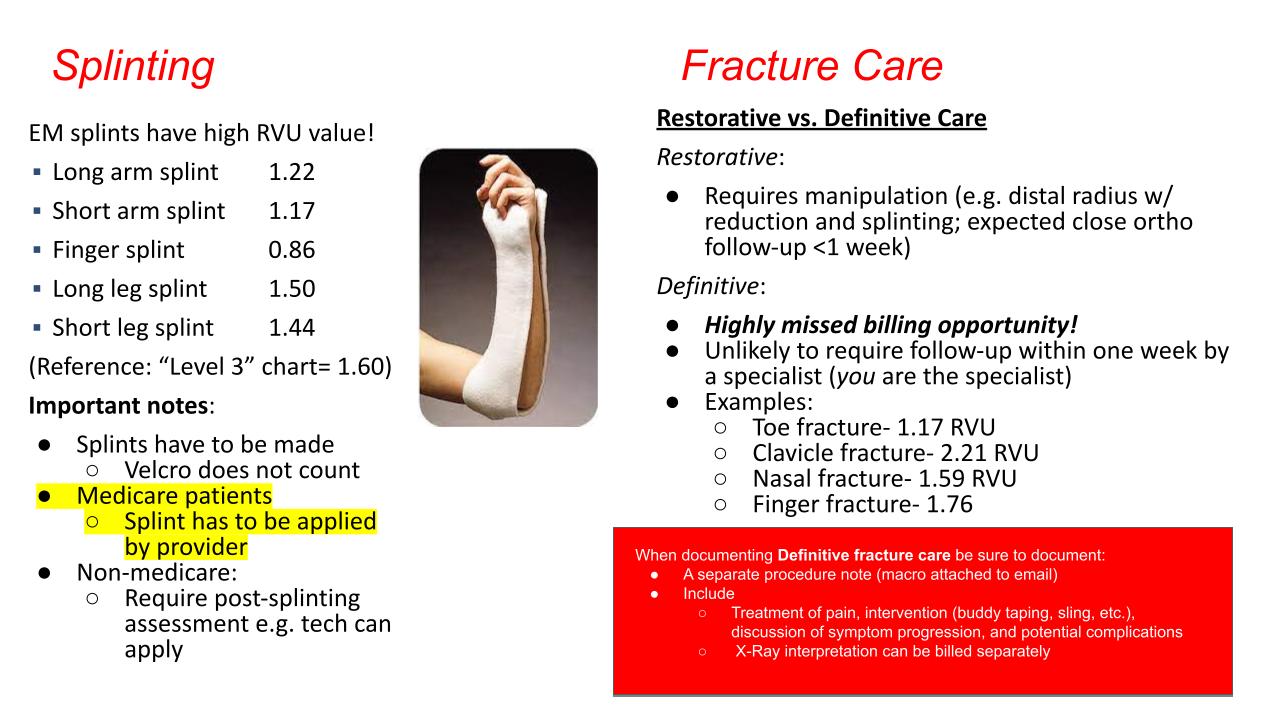 Splinting
EM splints have high RVU value!
▪ Long arm splint 1.22
▪ Short arm splint 1.17
▪ Finger splint 0.86
▪ Long leg splint 1.50
▪ Short leg splint 1.44
(Reference: “Level 3” chart= 1.60)
Important notes:
● Splints have to be made
○ Velcro does not count
● Medicare patients
○ Splint has to be applied
by provider
● Non-medicare:
○ Require post-splinting
assessment e.g. tech can
apply
Fracture Care
Restorative vs. Definitive Care
Restorative:
● Requires manipulation (e.g. distal radius w/
reduction and splinting; expected close ortho
follow-up <1 week)
Definitive:
● Highly missed billing opportunity!
● Unlikely to require follow-up within one week by
a specialist (you are the specialist)
● Examples:
○ Toe fracture- 1.17 RVU
○ Clavicle fracture- 2.21 RVU
○ Nasal fracture- 1.59 RVU
○ Finger fracture- 1.76
When documenting Definitive fracture care be sure to document:
● A separate procedure note (macro attached to email)
● Include
○ Treatment of pain, intervention (buddy taping, sling, etc.),
discussion of symptom progression, and potential complications
○ X-Ray interpretation can be billed separately